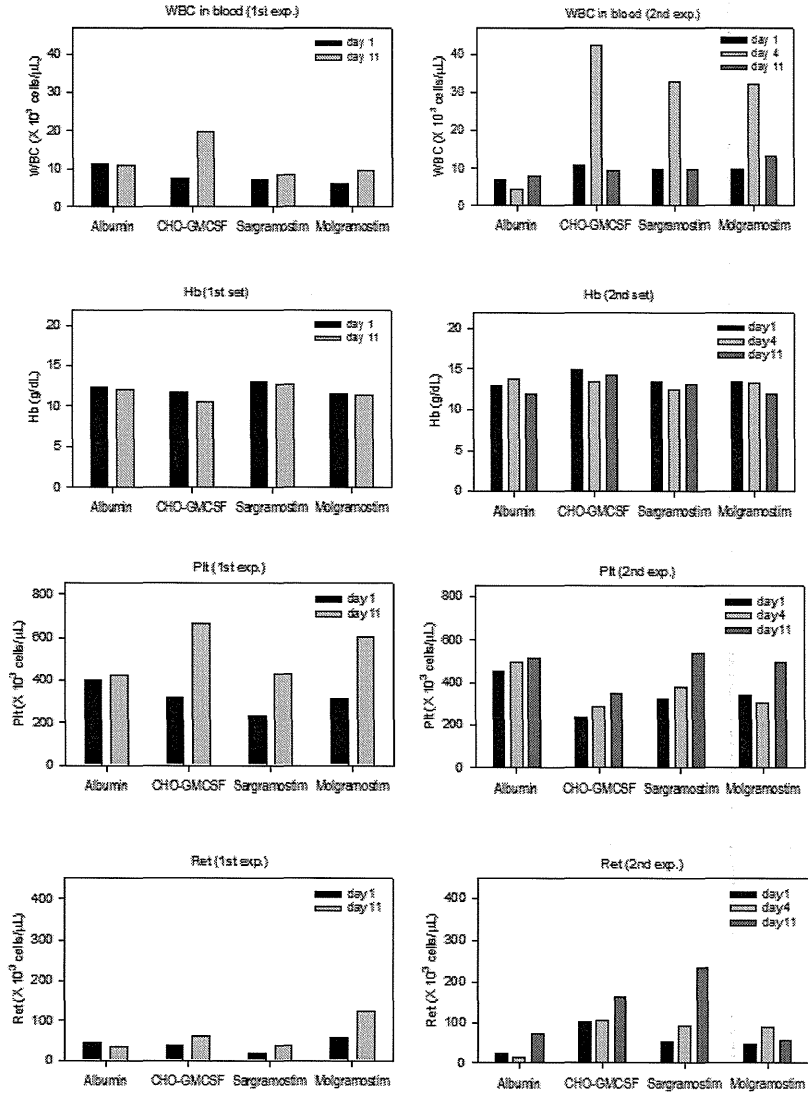 WBC in blood (1st exp.)
WBC (X 10³ cells/µL)
40
30
20
10
0
day 1
day 11
Albumin CHO-GMCSF Sargramostim Molgramostim
WBC in blood (2nd exp.)
WBC (X 10³ cells/µL)
40
30
20
10
0
day 1
day 4
day 11
Albumin CHO-GMCSF Sargramostim Molgramostim
Hb (1st set)
Hb (g/dL)
20
15
10
5
0
day 1
day 11
Albumin CHO-GMCSF Sargramostim Molgramostim
Hb (2nd set)
Hb (g/dL)
20
15
10
5
0
day1
day4
day11
Albumin CHO-GMCSF Sargramostim Molgramostim
Plt (1st exp.)
Plt (X 10³ cells/µL)
800
600
400
200
0
day1
day11
Albumin CHO-GMCSF Sargramostim Molgramostim
Plt (2nd exp.)
Plt (X 10³ cells/µL)
800
600
400
200
0
day1
day4
day11
Albumin CHO-GMCSF Sargramostim Molgramostim
Ret (1st exp.)
Ret (X 10³ cells/µL)
400
300
200
100
0
day1
day11
Albumin CHO-GMCSF Sargramostim Molgramostim
Ret (2nd exp.)
Ret (X 10³ cells/µL)
400
300
200
100
0
day1
day4
day11
Albumin CHO-GMCSF Sargramostim Molgramostim